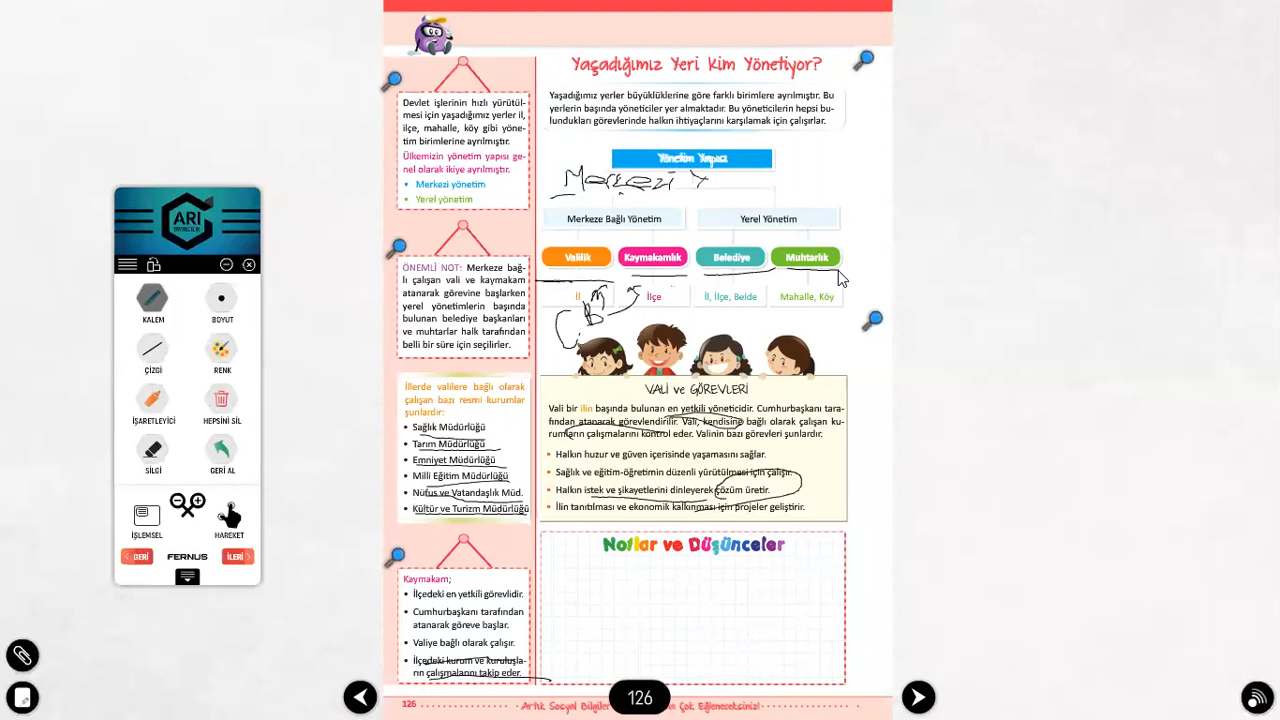 Yaşadığımız Yeri Kim Yönetiyor?
Yaşadığımız yerler büyüklüklerine göre farklı birimlere ayrılmıştır. Bu
yerlerin başında yöneticiler yer almaktadır. Bu yöneticilerin hepsi bu-
lundukları görevlerinde halkın ihtiyaçlarını karşılamak için çalışırlar.
Devlet işlerinin hızlı yürütül-
mesi için yaşadığımız yerler il,
ilçe, mahalle, köy gibi yöne-
tim birimlerine ayrılmıştır.
Ülkemizin yönetim yapısı ge-
nel olarak ikiye ayrılmıştır.
• Merkezi yönetim
• Yerel yönetim
Yönetim Yapısı
Merkezi Y
Merkeze Bağlı Yönetim
Yerel Yönetim
Valilik
Kaymakamlık
Belediye
Muhtarlık
İl
İlçe
İl, İlçe, Belde
Mahalle, Köy
ÖNEMLİ NOT: Merkeze bağ-
lı çalışan vali ve kaymakam
atanarak görevine başlarken
yerel yönetimlerin başında
bulunan belediye başkanları
ve muhtarlar halk tarafından
belli bir süre için seçilirler.
İllerde valilere bağlı olarak
çalışan bazı resmi kurumlar
şunlardır:
• Sağlık Müdürlüğü
• Tarım Müdürlüğü
• Emniyet Müdürlüğü
• Milli Eğitim Müdürlüğü
• Nüfus ve Vatandaşlık Müd.
• Kültür ve Turizm Müdürlüğü
VALİ ve GÖREVLERİ
Vali bir ilin başında bulunan en yetkili yöneticidir. Cumhurbaşkanı tara-
fından atanarak görevlendirilir. Vali, kendisine bağlı olarak çalışan ku-
rumların çalışmalarını kontrol eder. Valinin bazı görevleri şunlardır.
• Halkın huzur ve güven içerisinde yaşamasını sağlar.
• Sağlık ve eğitim-öğretimin düzenli yürütülmesi için çalışır.
• Halkın istek ve şikayetlerini dinleyerek çözüm üretir.
• İlin tanıtılması ve ekonomik kalkınması için projeler geliştirir.
Notlar ve Düşünceler
Kaymakam;
• İlçedeki en yetkili görevlidir.
• Cumhurbaşkanı tarafından
atanarak göreve başlar.
• Valiye bağlı olarak çalışır.
• İlçedeki kurum ve kuruluşla-
rın çalışmalarını takip eder.
126
Artık Sosyal Bilgiler
Çok Eğleneceksiniz!
126
ARI
YAYINCILIK
KALEM
BOYUT
ÇİZGİ
RENK
İŞARETLEYİCİ
HEPSİNİ SİL
SİLGİ
GERİ AL
İŞLEMSEL
HAREKET
GERİ
FERNUS
İLERİ